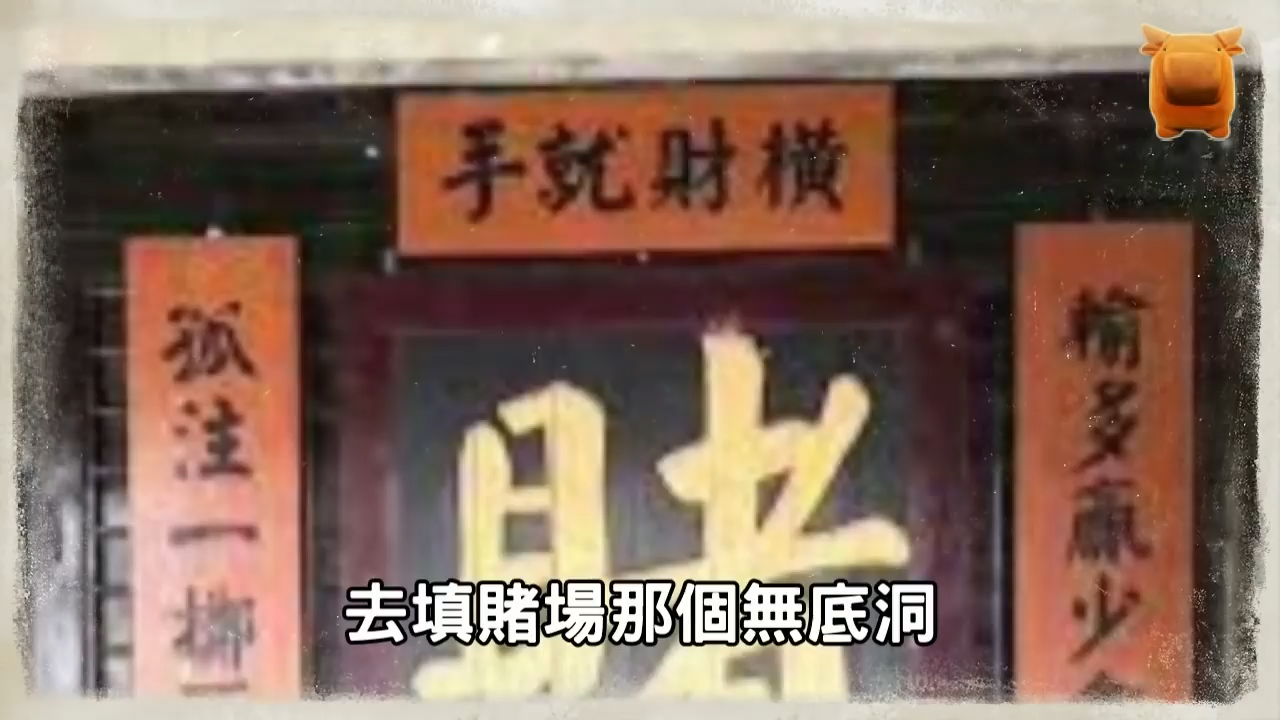 橫財就手
輸多贏少
孤注一擲
賭
去填賭場那個無底洞